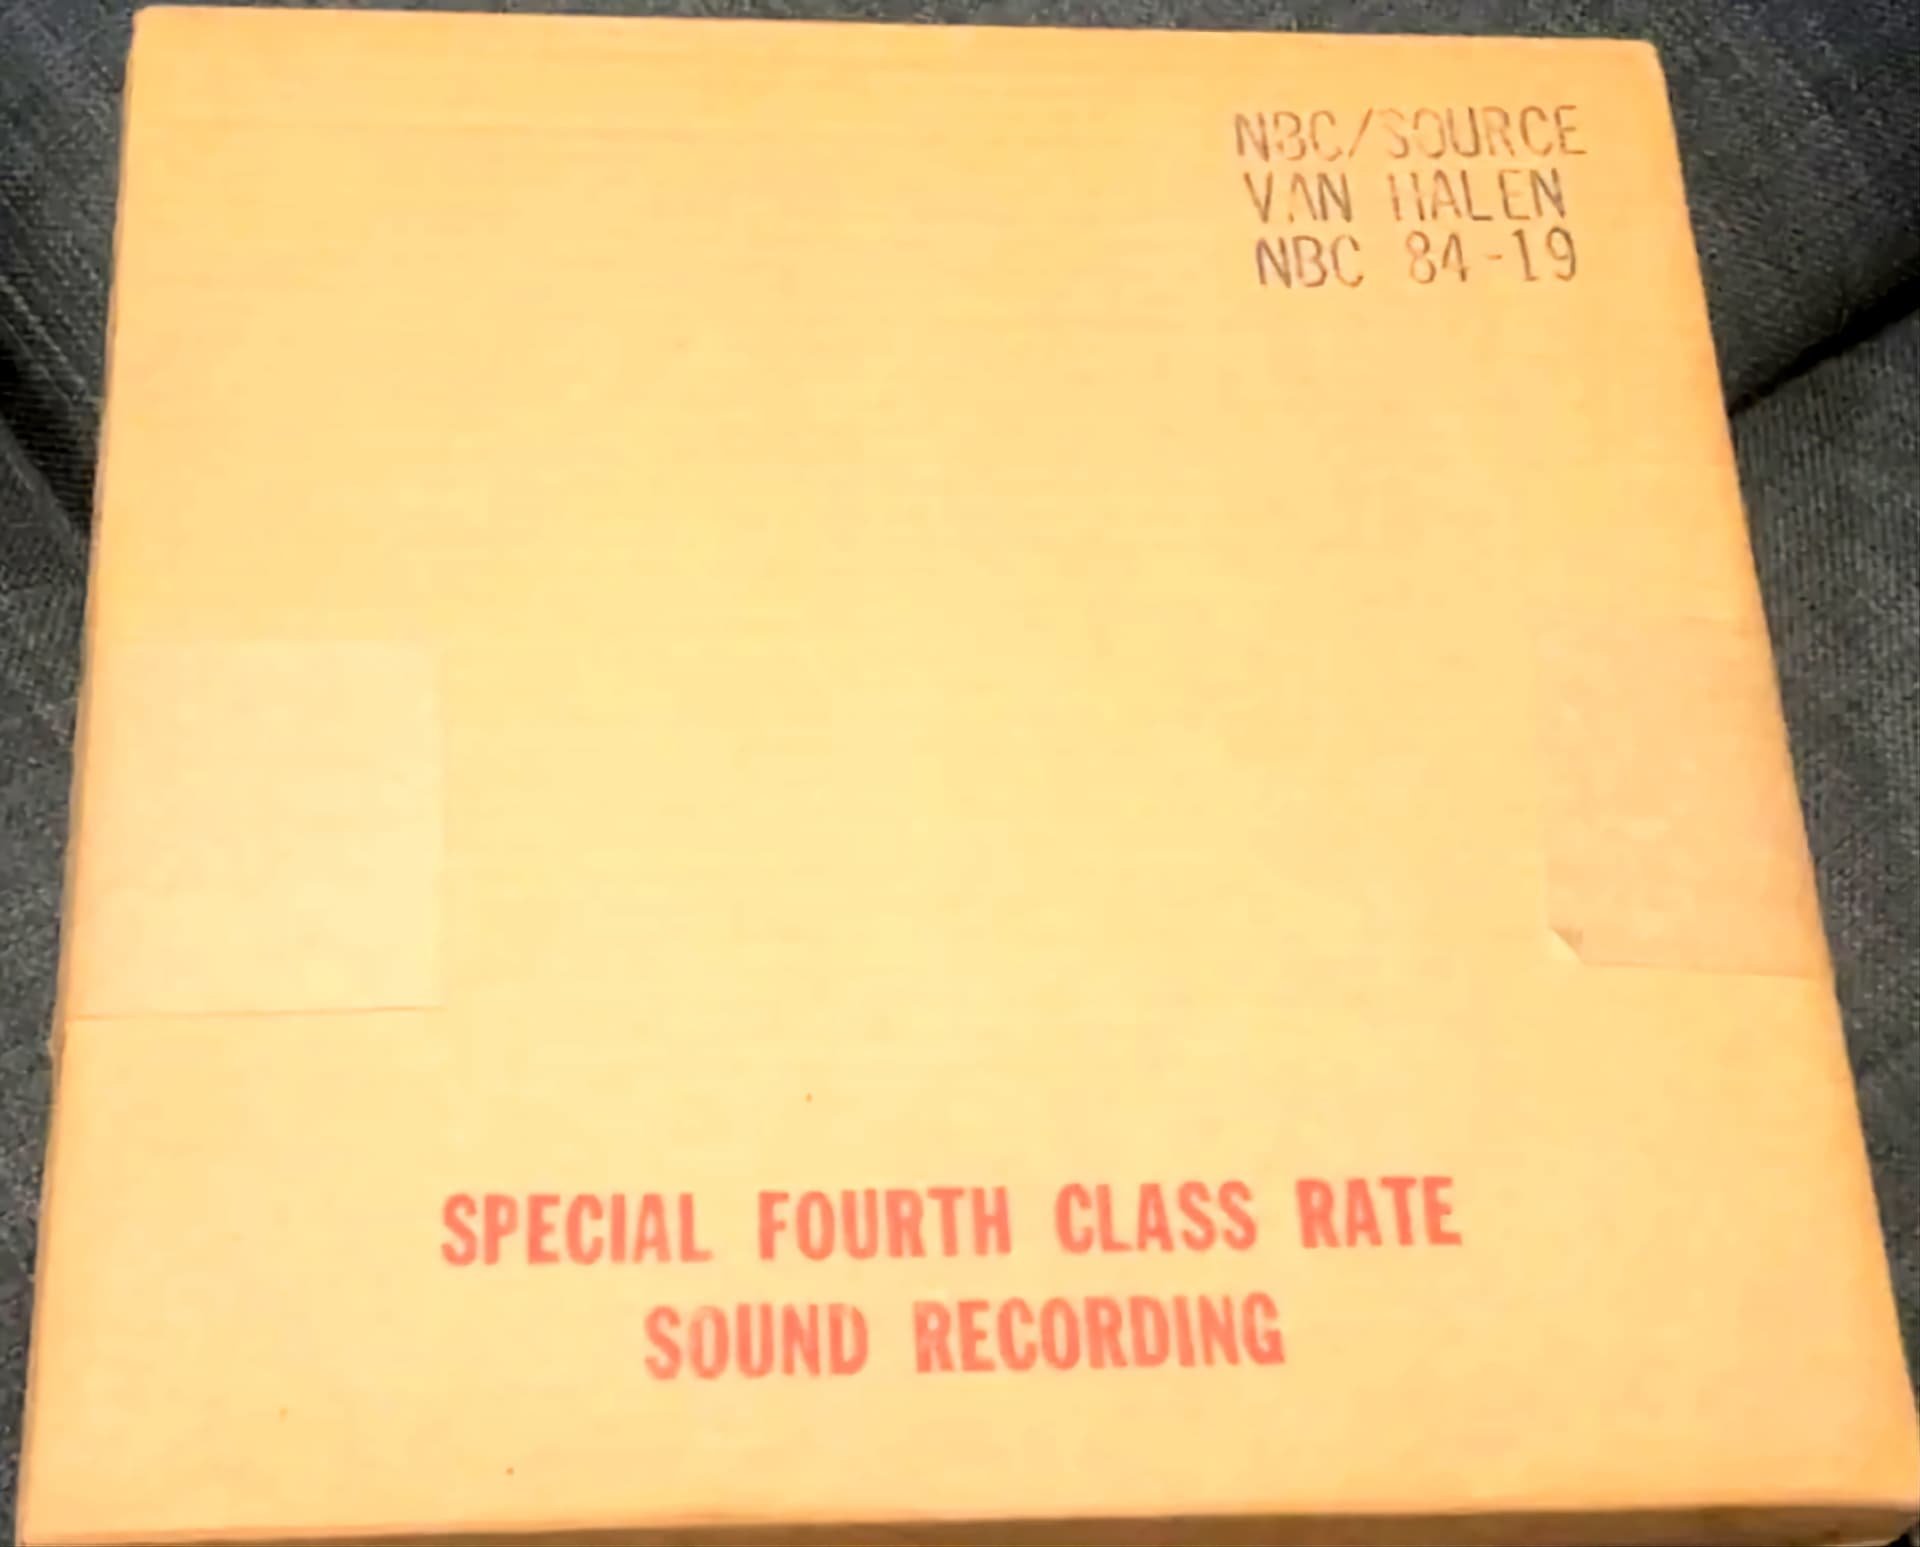 NBC/SOURCE
VAN HALEN
NBC 84-19
SPECIAL FOURTH CLASS RATE
SOUND RECORDING